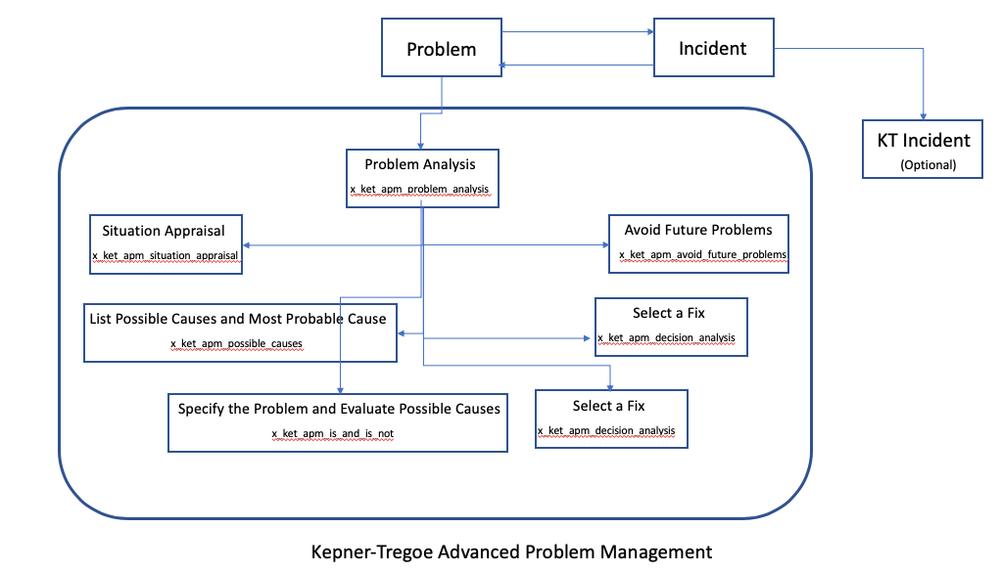 Problem
Incident
KT Incident
(Optional)
Problem Analysis
x_ket_apm_problem_analysis
Situation Appraisal
x_ket_apm_situation_appraisal
Avoid Future Problems
x_ket_apm_avoid_future_problems
List Possible Causes and Most Probable Cause
x_ket_apm_possible_causes
Select a Fix
x_ket_apm_decision_analysis
Specify the Problem and Evaluate Possible Causes
x_ket_apm_is_and_is_not
Select a Fix
x_ket_apm_decision_analysis
Kepner-Tregoe Advanced Problem Management